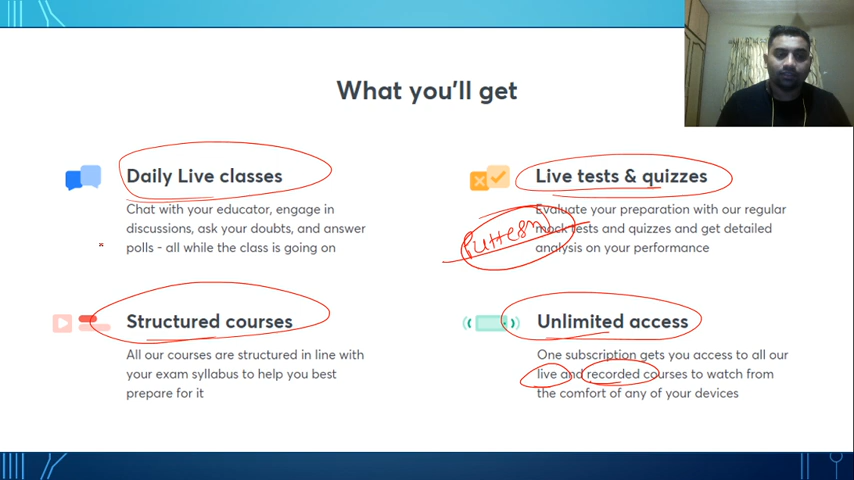 What you'll get
Daily Live classes
Chat with your educator, engage in
discussions, ask your doubts, and answer
polls - all while the class is going on
Live tests & quizzes
Evaluate your preparation with our regular
mock tests and quizzes and get detailed
analysis on your performance
Structured courses
All our courses are structured in line with
your exam syllabus to help you best
prepare for it
Unlimited access
One subscription gets you access to all our
live and recorded courses to watch from
the comfort of any of your devices